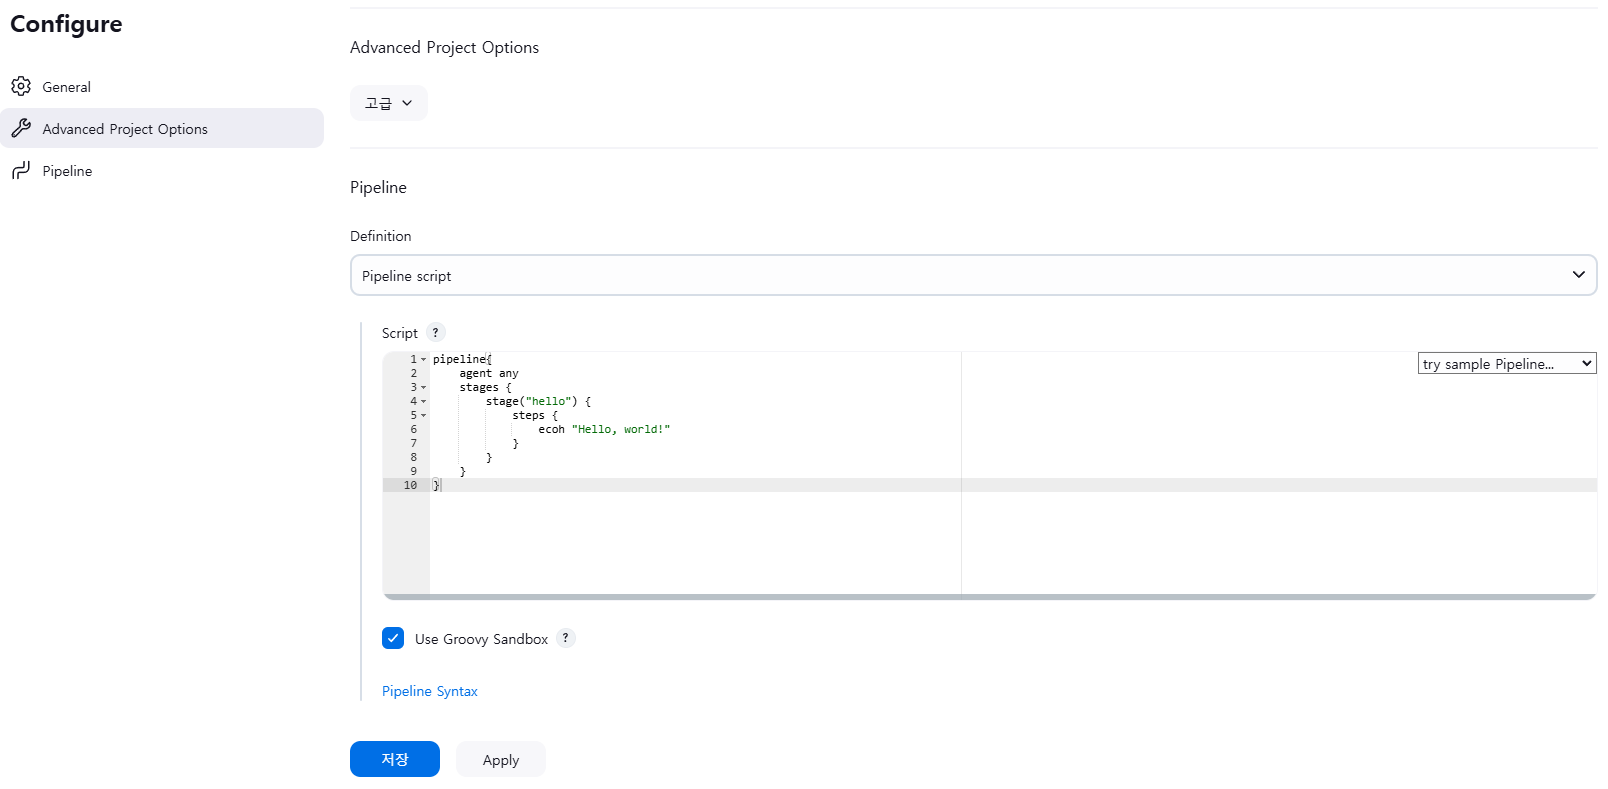 Configure
General
Advanced Project Options
Pipeline
Advanced Project Options
고급
Pipeline
Definition
Pipeline script
Script ?
try sample Pipeline...
1 pipeline{
2     agent any
3     stages {
4         stage("hello") {
5             steps {
6                 ecoh "Hello, world!"
7             }
8         }
9     }
10 }
Use Groovy Sandbox ?
Pipeline Syntax
저장 Apply